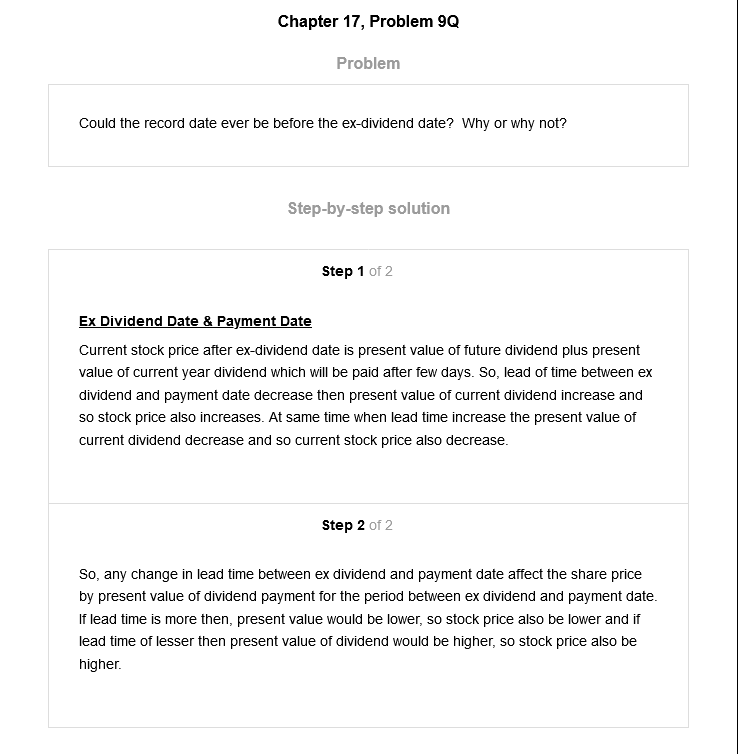 Chapter 17, Problem 9Q
Problem
Could the record date ever be before the ex-dividend date?  Why or why not?
Step-by-step solution
Step 1 of 2
Ex Dividend Date & Payment Date
Current stock price after ex-dividend date is present value of future dividend plus present
value of current year dividend which will be paid after few days. So, lead of time between ex
dividend and payment date decrease then present value of current dividend increase and
so stock price also increases. At same time when lead time increase the present value of
current dividend decrease and so current stock price also decrease.
Step 2 of 2
So, any change in lead time between ex dividend and payment date affect the share price
by present value of dividend payment for the period between ex dividend and payment date.
If lead time is more then, present value would be lower, so stock price also be lower and if
lead time of lesser then present value of dividend would be higher, so stock price also be
higher.